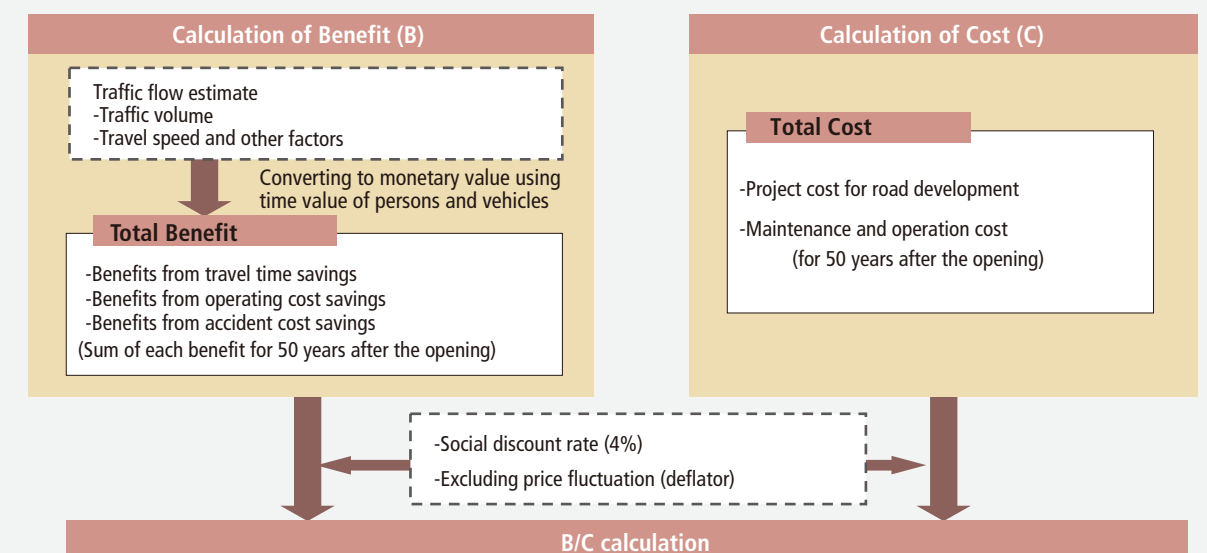 Calculation of Benefit (B)
Traffic flow estimate
-Traffic volume
-Travel speed and other factors
Converting to monetary value using
time value of persons and vehicles
Total Benefit
-Benefits from travel time savings
-Benefits from operating cost savings
-Benefits from accident cost savings
(Sum of each benefit for 50 years after the opening)
Calculation of Cost (C)
Total Cost
-Project cost for road development
-Maintenance and operation cost
(for 50 years after the opening)
-Social discount rate (4%)
-Excluding price fluctuation (deflator)
B/C calculation